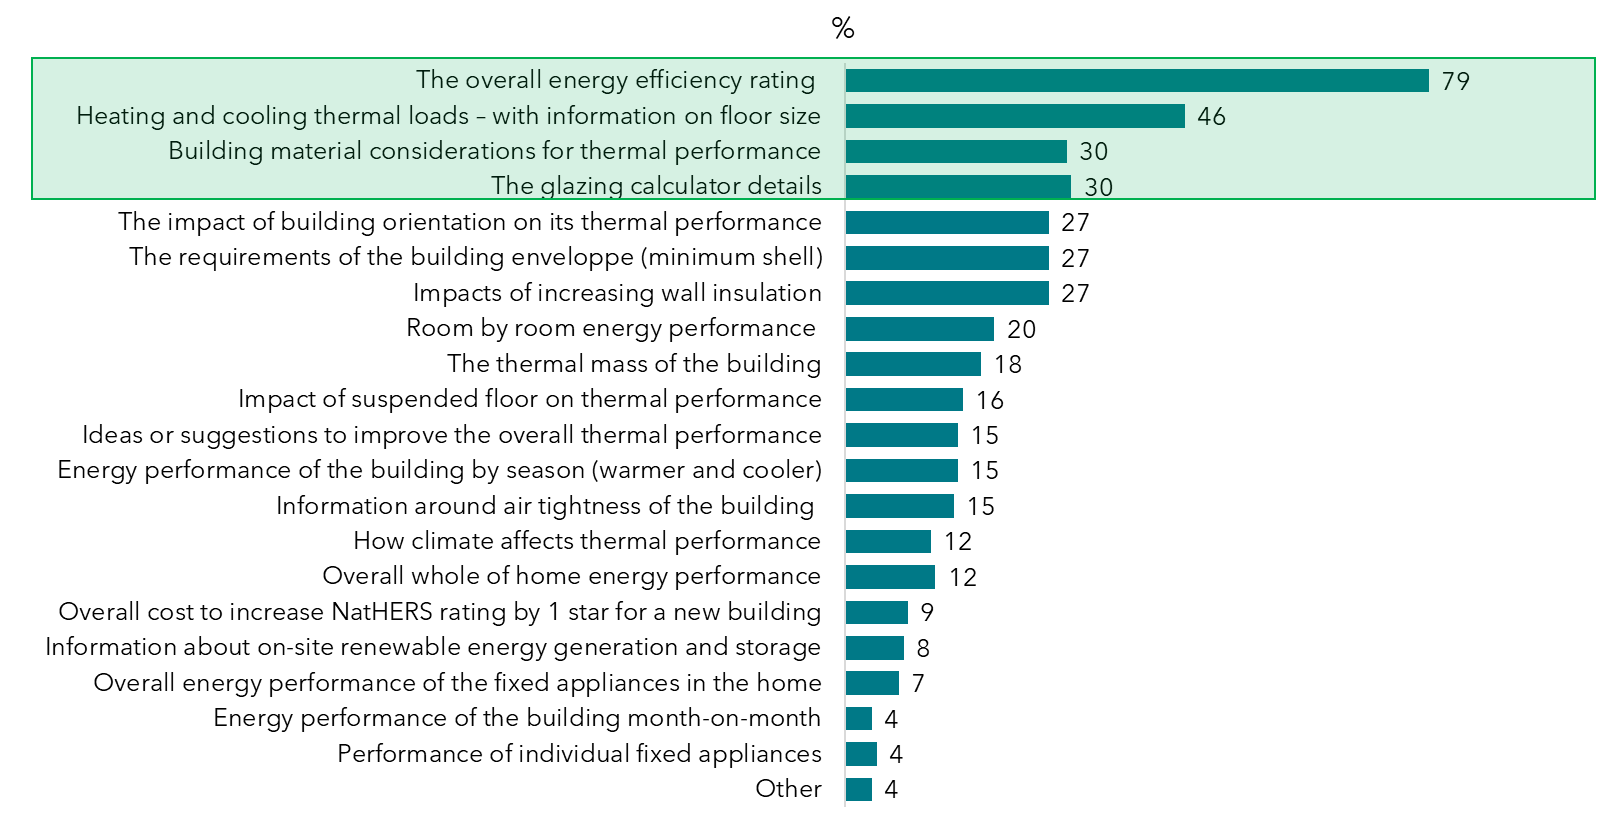 %
The overall energy efficiency rating 79
Heating and cooling thermal loads – with information on floor size 46
Building material considerations for thermal performance 30
The glazing calculator details 30
The impact of building orientation on its thermal performance 27
The requirements of the building enveloppe (minimum shell) 27
Impacts of increasing wall insulation 27
Room by room energy performance 20
The thermal mass of the building 18
Impact of suspended floor on thermal performance 16
Ideas or suggestions to improve the overall thermal performance 15
Energy performance of the building by season (warmer and cooler) 15
Information around air tightness of the building 15
How climate affects thermal performance 12
Overall whole of home energy performance 12
Overall cost to increase NatHERS rating by 1 star for a new building 9
Information about on-site renewable energy generation and storage 8
Overall energy performance of the fixed appliances in the home 7
Energy performance of the building month-on-month 4
Performance of individual fixed appliances 4
Other 4